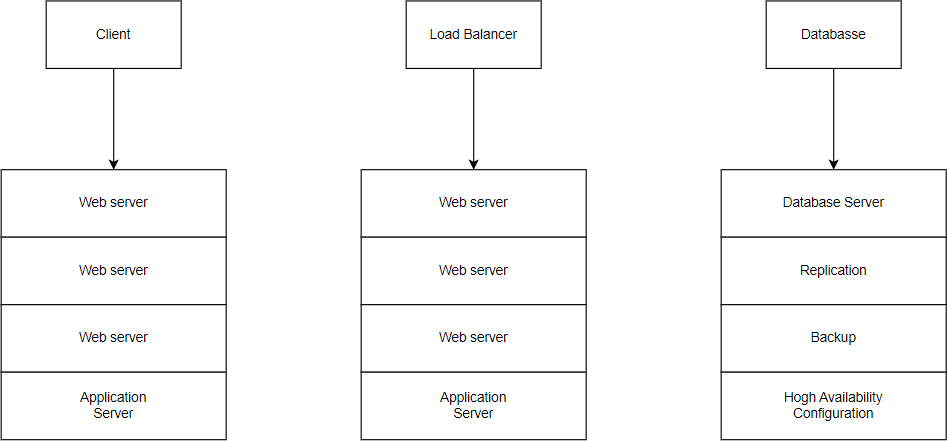 Client
Load Balancer
Databasse
Web server
Web server
Database Server
Web server
Web server
Replication
Web server
Web server
Backup
Application
Server
Application
Server
Hogh Availability
Configuration